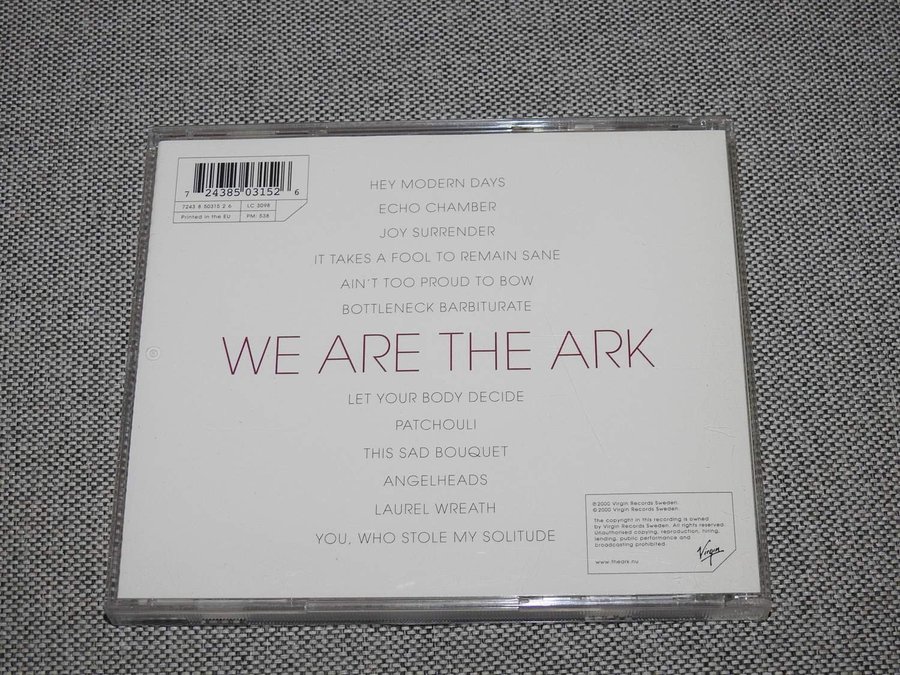 7 24385 03152 6
7243 8 50315 2 6
LC 3098
Printed in the EU
PM: 538
HEY MODERN DAYS
ECHO CHAMBER
JOY SURRENDER
IT TAKES A FOOL TO REMAIN SANE
AIN'T TOO PROUD TO BOW
BOTTLENECK BARBITURATE
WE ARE THE ARK
LET YOUR BODY DECIDE
PATCHOULI
THIS SAD BOUQUET
ANGELHEADS
LAUREL WREATH
YOU, WHO STOLE MY SOLITUDE
℗2000 Virgin Records Sweden.
©2000 Virgin Records Sweden.
The copyright in this recording is owned
by Virgin Records Sweden. All rights reserved.
Unauthorised copying, reproduction, hiring,
lending, public performance and
broadcasting prohibited.
www.theark.nu
Virgin